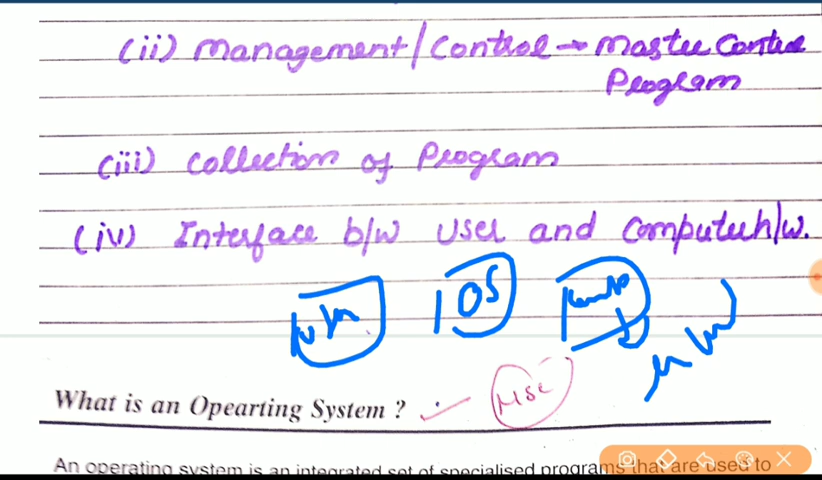 (ii) Management/Control → Master Control
Program
(iii) Collection of Program
(iv) Interface b/w User and Computer h/w.
OS
What is an Opearting System ?
An operating system is an integrated set of specialised programs that are used to